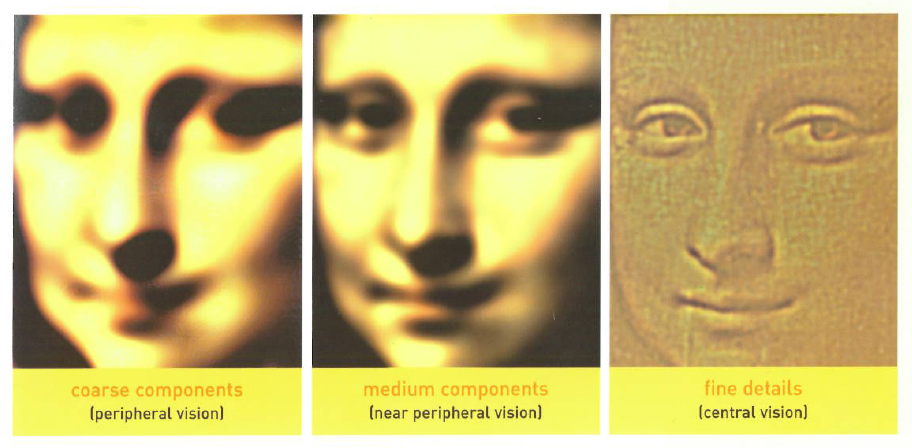 coarse components
(peripheral vision)
medium components
(near peripheral vision)
fine details
(central vision)